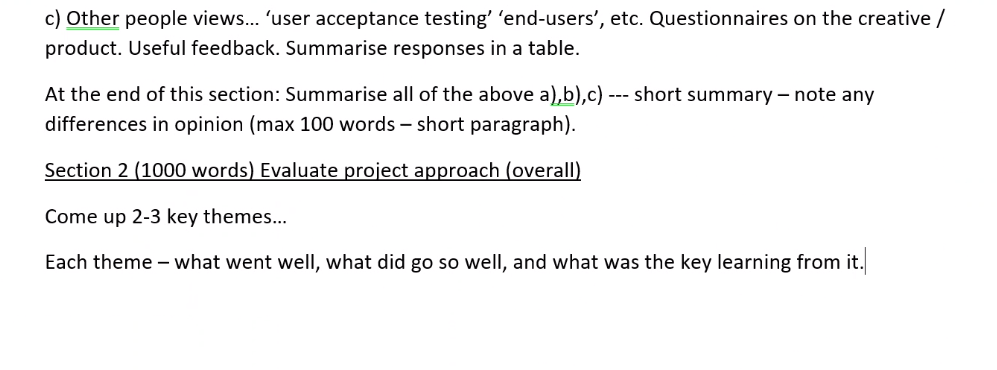 c) Other people views... ‘user acceptance testing’ ‘end-users’, etc. Questionnaires on the creative /
product. Useful feedback. Summarise responses in a table.
At the end of this section: Summarise all of the above a),b),c) --- short summary – note any
differences in opinion (max 100 words – short paragraph).
Section 2 (1000 words) Evaluate project approach (overall)
Come up 2-3 key themes...
Each theme – what went well, what did go so well, and what was the key learning from it.